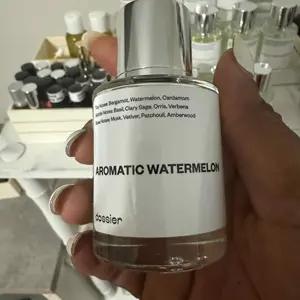 Top Notes: Bergamot, Watermelon, Cardamom
Middle Notes: Basil, Clary Sage, Orris, Verbena
Base Notes: Musk, Vetiver, Patchouli, Amberwood
AROMATIC WATERMELON
dossier